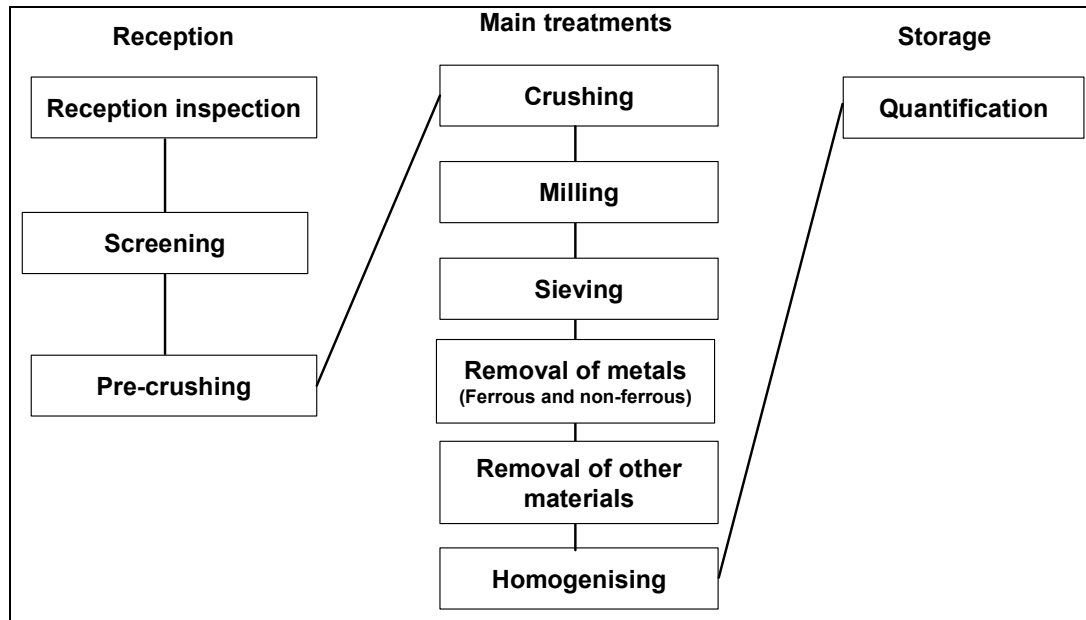 Reception
Reception inspection
Screening
Pre-crushing
Main treatments
Crushing
Milling
Sieving
Removal of metals
(Ferrous and non-ferrous)
Removal of other
materials
Homogenising
Storage
Quantification